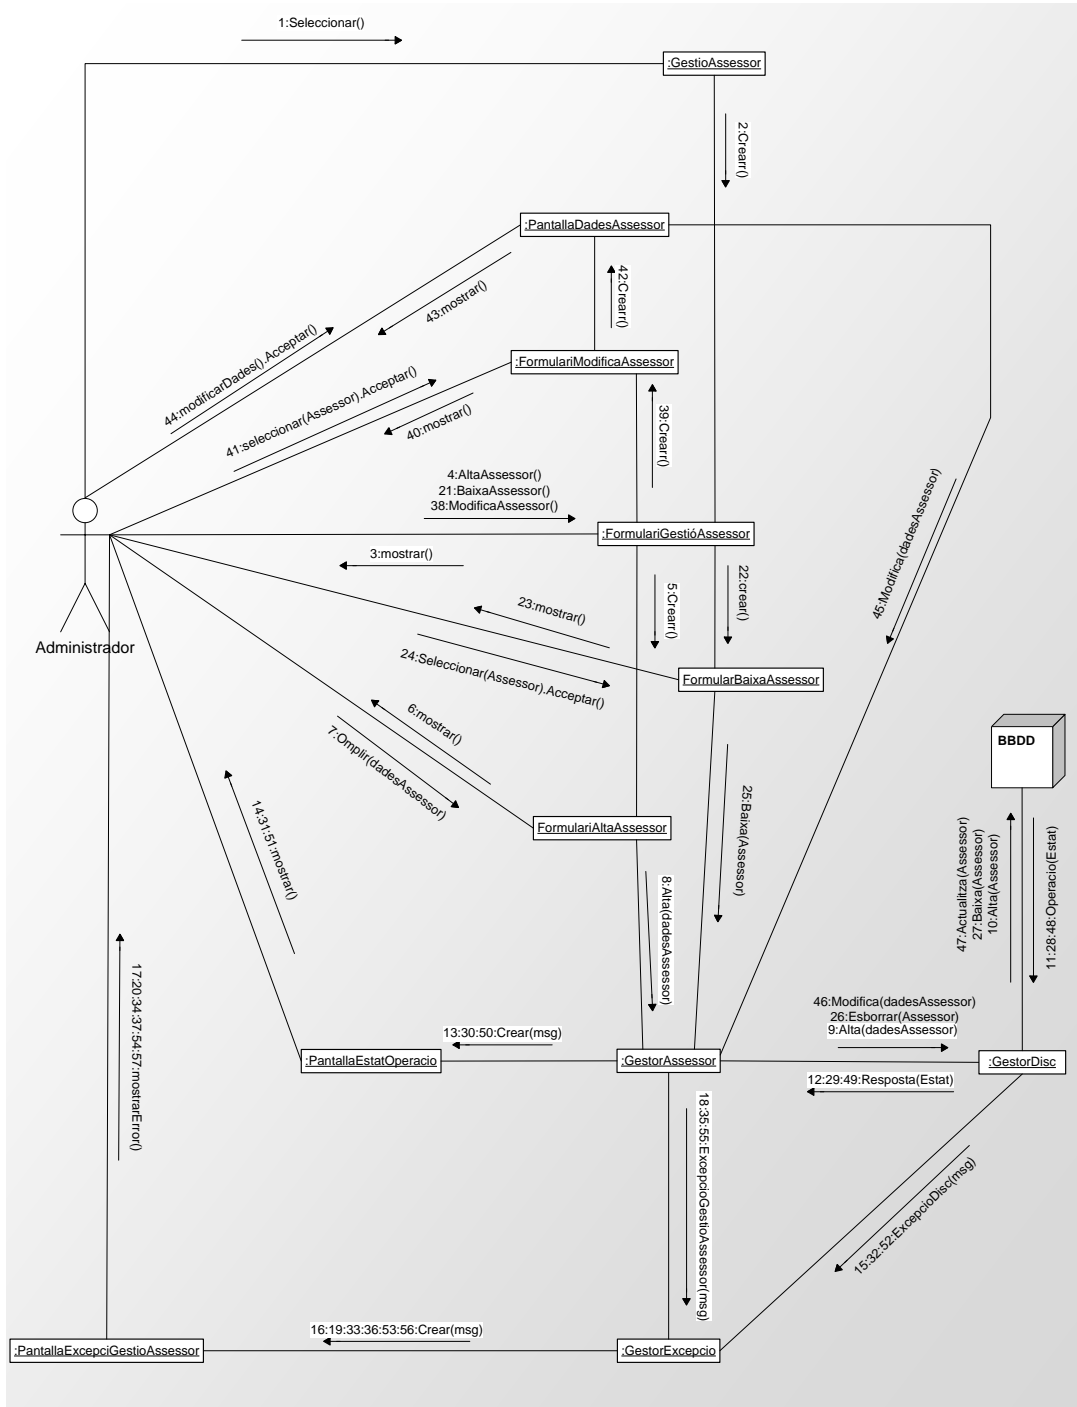 1:Seleccionar()
:GestioAssessor
2:Crearr()
:PantallaDadesAssessor
42:Crearr()
43:mostrar()
44:modificarDades().Acceptar()
:FormulariModificaAssessor
41:seleccionar(Assessor).Acceptar()
40:mostrar()
39:Crearr()
4:AltaAssessor()
21:BaixaAssessor()
38:ModificaAssessor()
:FormulariGestióAssessor
3:mostrar()
45:Modifica(dadesAssessor)
5:Crearr()
22:crear()
23:mostrar()
24:Seleccionar(Assessor).Acceptar()
Administrador
FormularBaixaAssessor
6:mostrar()
7:Omplir(dadesAssessor)
BBDD
14:31:51:mostrar()
FormulariAltaAssessor
25:Baixa(Assessor)
8:Alta(dadesAssessor)
47:Actualitza(Assessor)
27:Baixa(Assessor)
10:Alta(Assessor)
11:28:48:Operacio(Estat)
17:20:34:37:54:57:mostrarError()
46:Modifica(dadesAssessor)
26:Esborrar(Assessor)
9:Alta(dadesAssessor)
13:30:50:Crear(msg)
:PantallaEstatOperacio
:GestorAssessor
:GestorDisc
12:29:49:Resposta(Estat)
18:35:55:ExcepcioGestioAssessor(msg)
15:32:52:ExcepcioDisc(msg)
16:19:33:36:53:56:Crear(msg)
:PantallaExcepciGestioAssessor
:GestorExcepcio